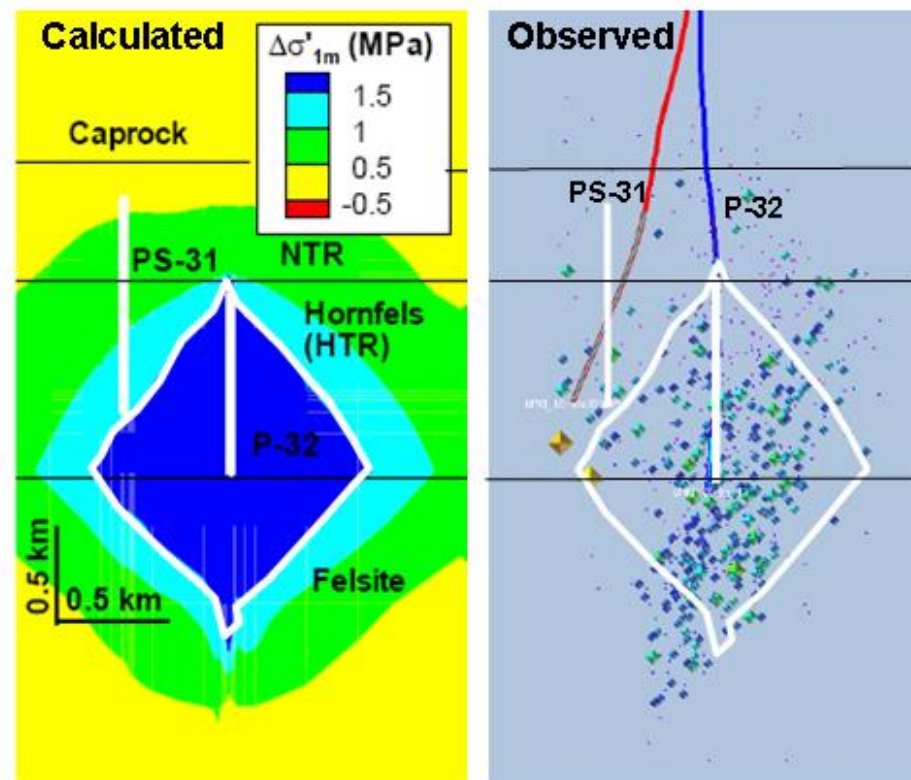 Calculated
Δσ'1m (MPa)
1.5
1
0.5
-0.5
Caprock
PS-31
NTR
Hornfels
(HTR)
P-32
Felsite
0.5 km
0.5 km
Observed
PS-31
P-32